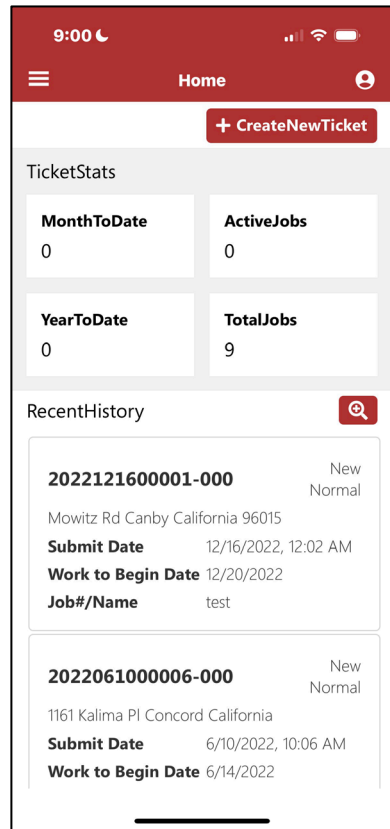 9:00
Home
+ CreateNewTicket
TicketStats
MonthToDate
0
ActiveJobs
0
YearToDate
0
TotalJobs
9
RecentHistory
2022121600001-000
New
Normal
Mowitz Rd Canby California 96015
Submit Date 12/16/2022, 12:02 AM
Work to Begin Date 12/20/2022
Job#/Name test
2022061000006-000
New
Normal
1161 Kalima Pl Concord California
Submit Date 6/10/2022, 10:06 AM
Work to Begin Date 6/14/2022